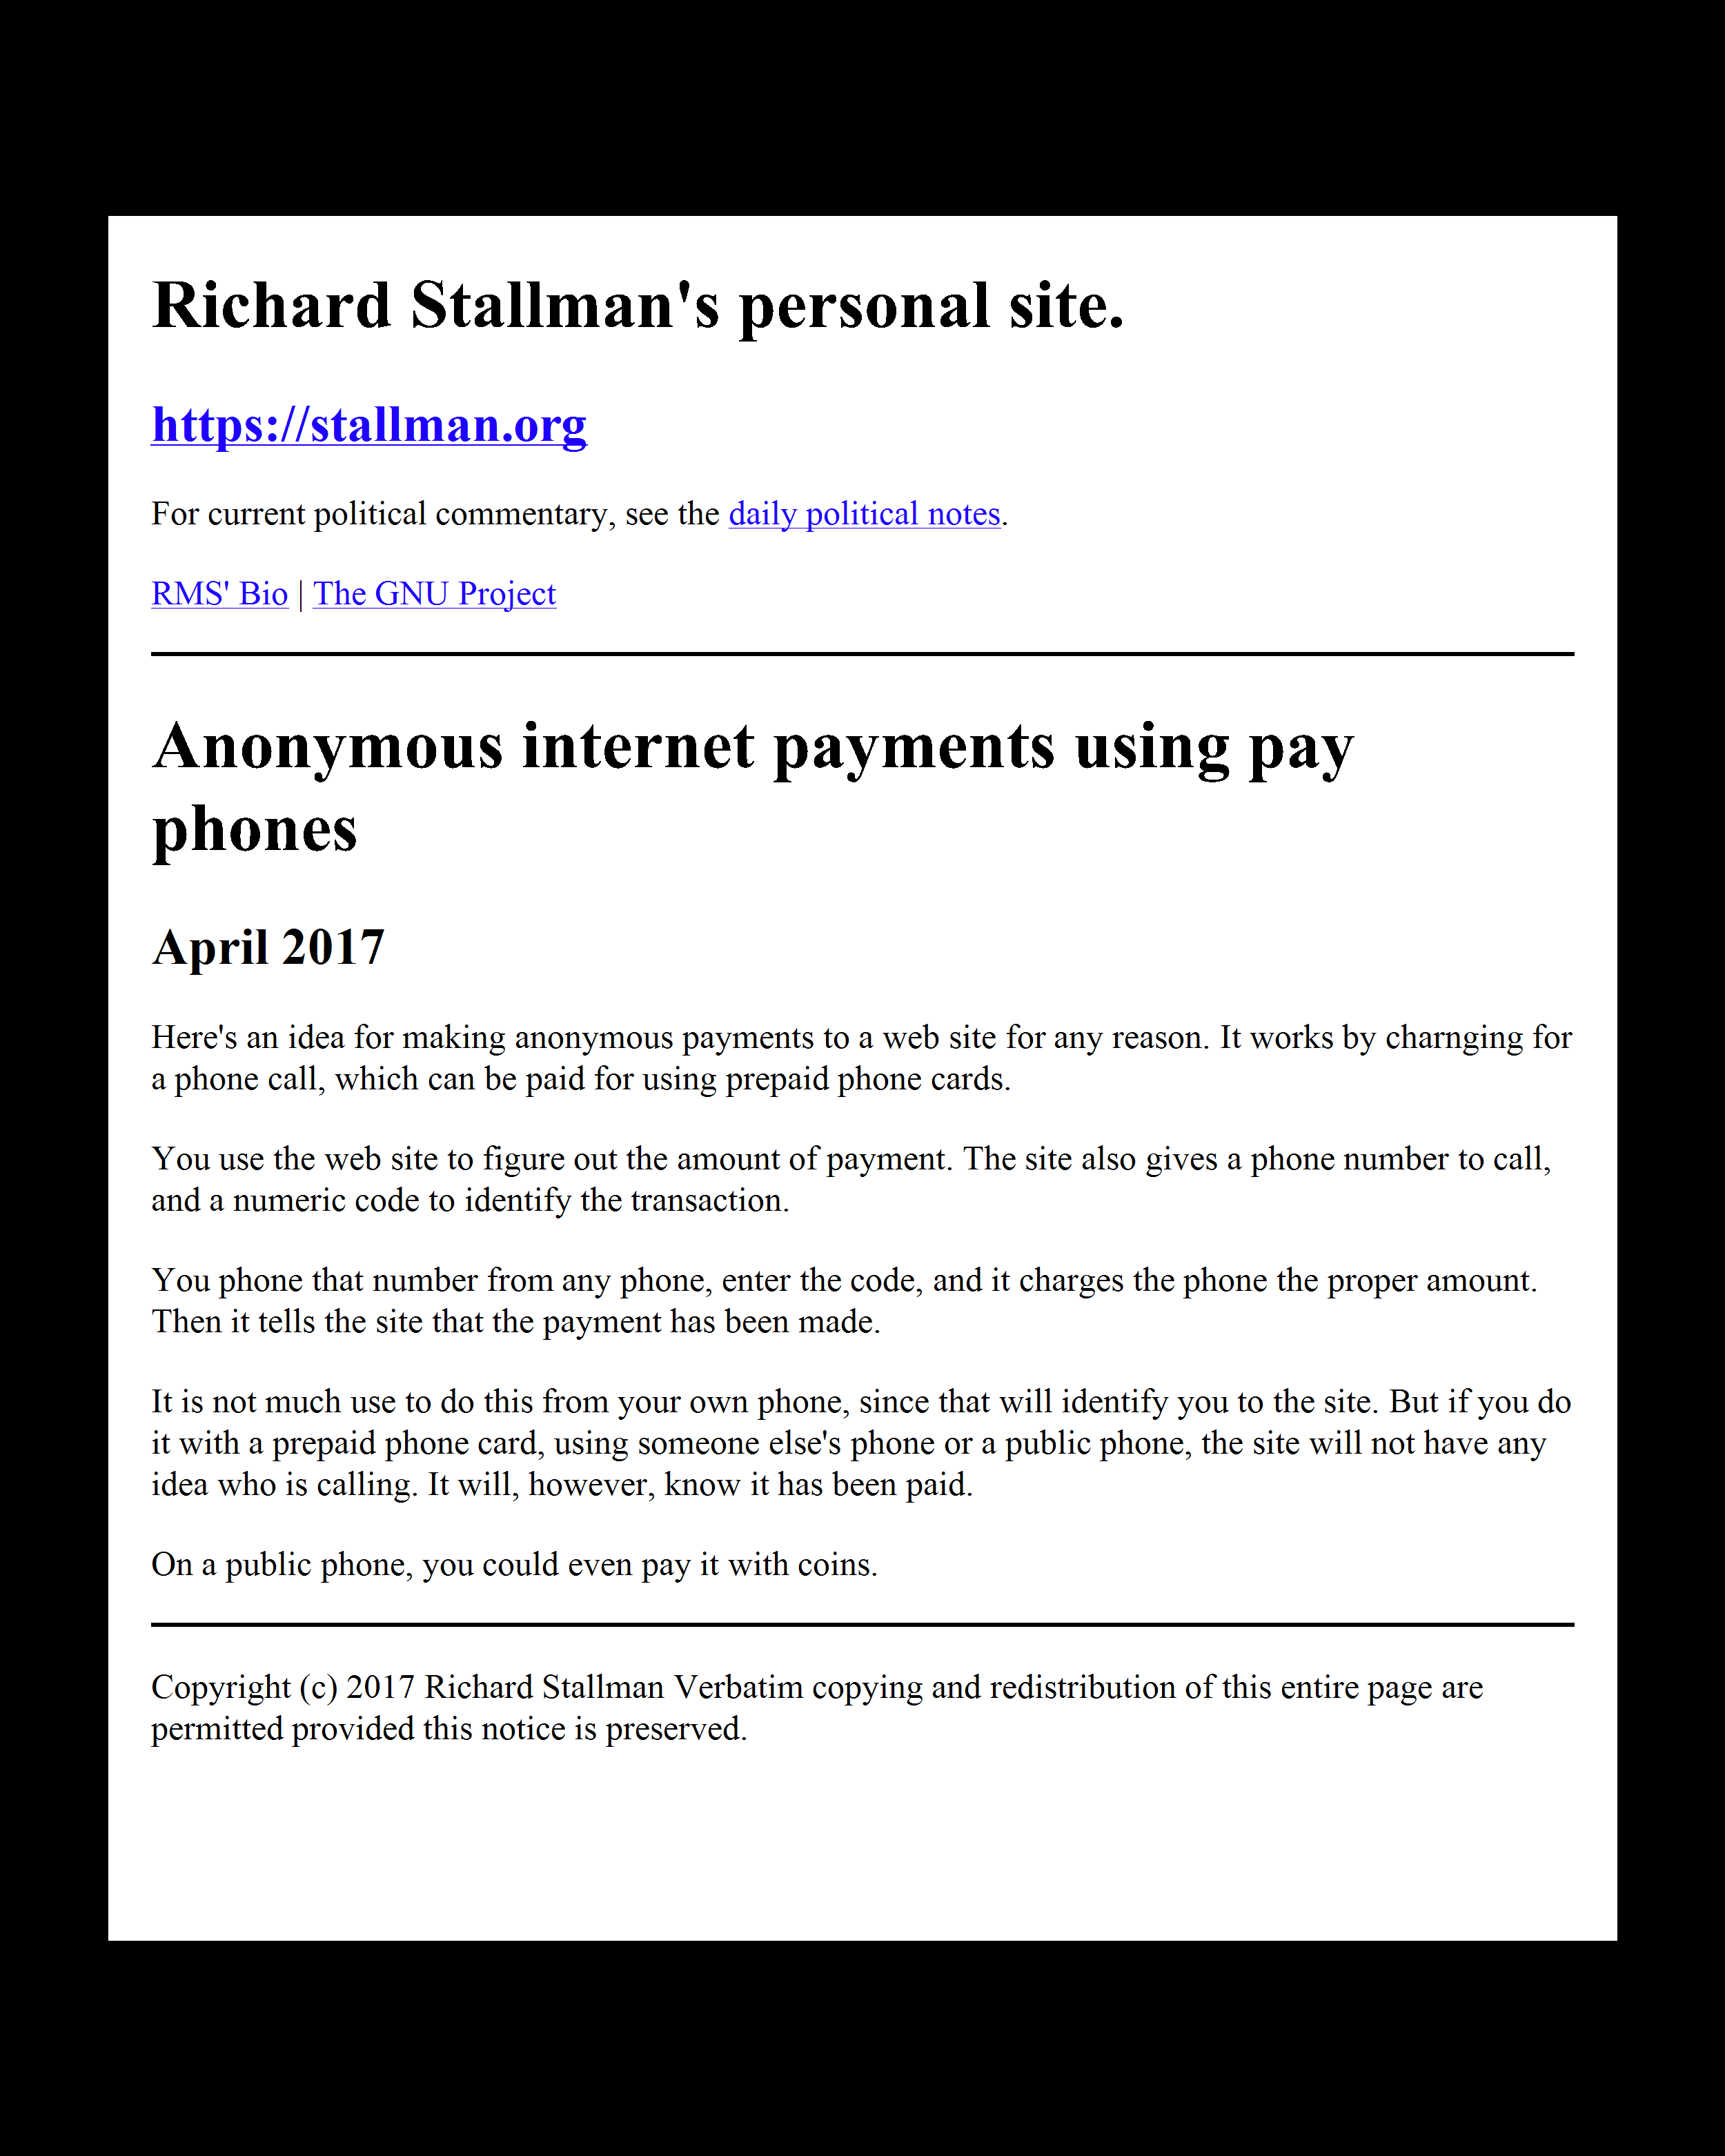 Richard Stallman's personal site.
https://stallman.org
For current political commentary, see the daily political notes.
RMS' Bio | The GNU Project
Anonymous internet payments using pay
phones
April 2017
Here's an idea for making anonymous payments to a web site for any reason. It works by charnging for
a phone call, which can be paid for using prepaid phone cards.
You use the web site to figure out the amount of payment. The site also gives a phone number to call,
and a numeric code to identify the transaction.
You phone that number from any phone, enter the code, and it charges the phone the proper amount.
Then it tells the site that the payment has been made.
It is not much use to do this from your own phone, since that will identify you to the site. But if you do
it with a prepaid phone card, using someone else's phone or a public phone, the site will not have any
idea who is calling. It will, however, know it has been paid.
On a public phone, you could even pay it with coins.
Copyright (c) 2017 Richard Stallman Verbatim copying and redistribution of this entire page are
permitted provided this notice is preserved.